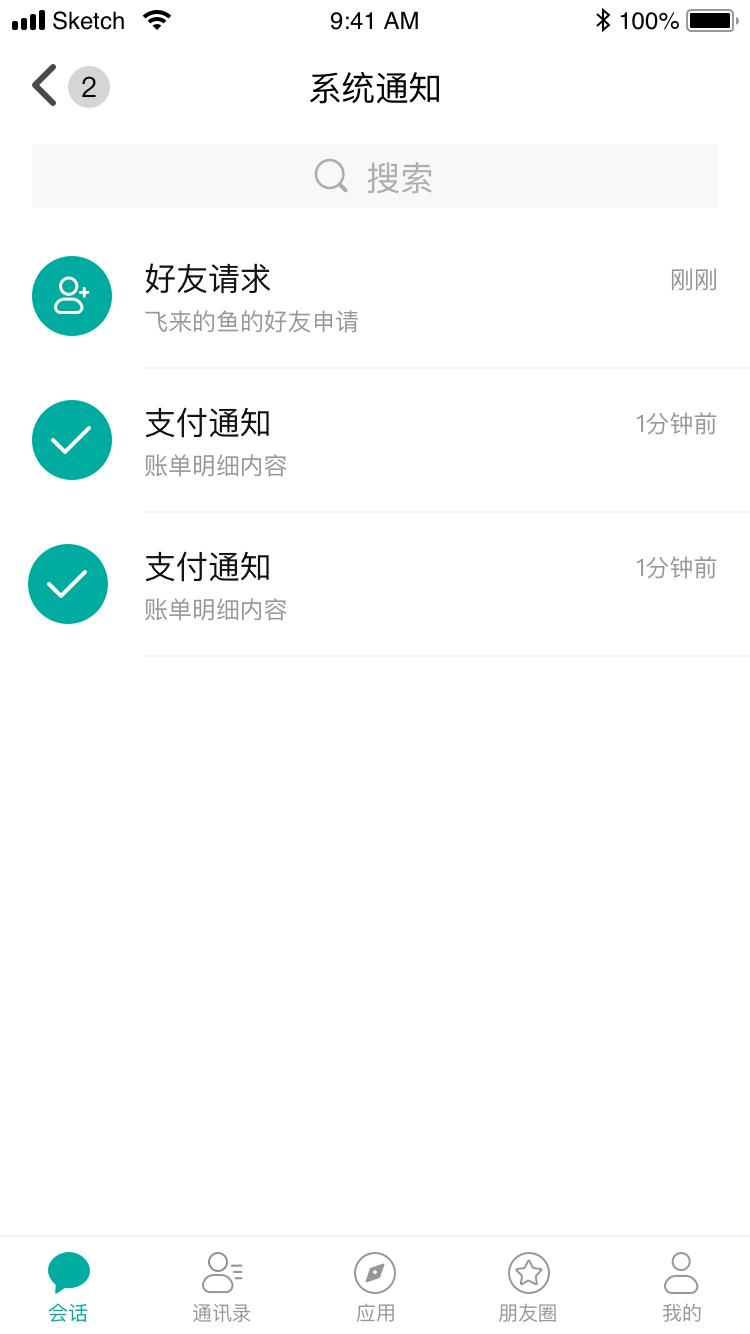 Sketch 9:41 AM 100%
2 系统通知
搜索
好友请求 刚刚
飞来的鱼的好友申请
支付通知 1分钟前
账单明细内容
支付通知 1分钟前
账单明细内容
会话 通讯录 应用 朋友圈 我的